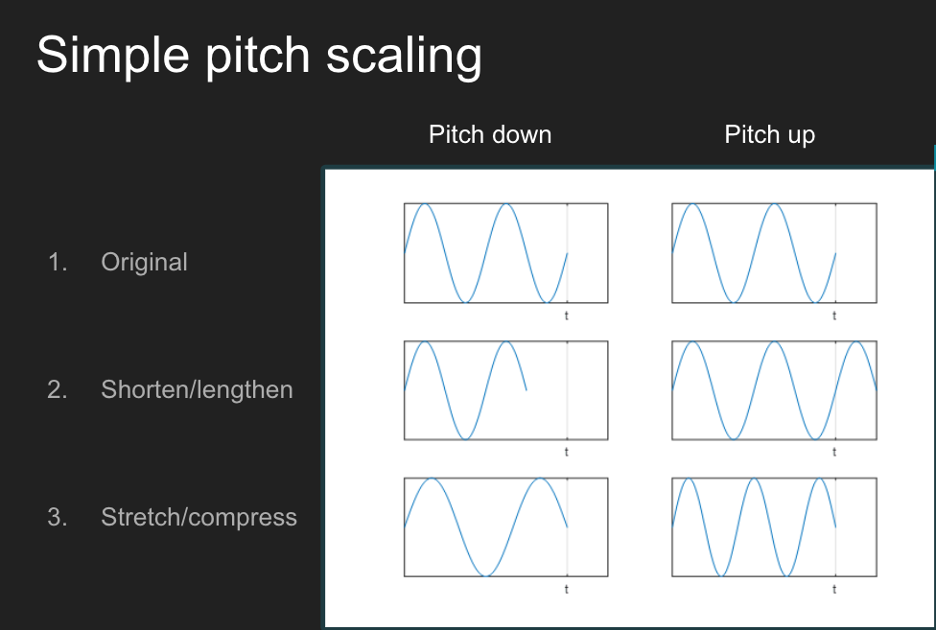 Simple pitch scaling
Pitch down Pitch up
1. Original
t t
2. Shorten/lengthen
t t
3. Stretch/compress
t t